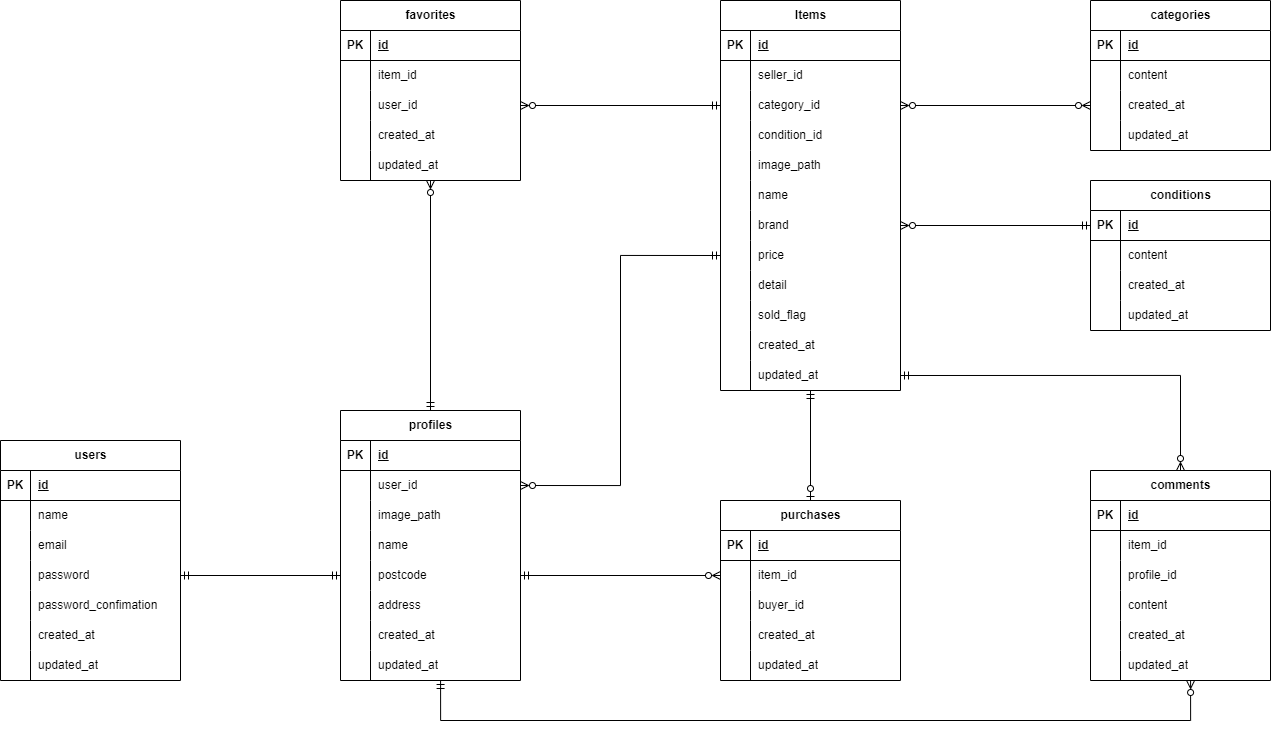 favorites
PK id
item_id
user_id
created_at
updated_at
Items
PK id
seller_id
category_id
condition_id
image_path
name
brand
price
detail
sold_flag
created_at
updated_at
categories
PK id
content
created_at
updated_at
conditions
PK id
content
created_at
updated_at
users
PK id
name
email
password
password_confimation
created_at
updated_at
profiles
PK id
user_id
image_path
name
postcode
address
created_at
updated_at
purchases
PK id
item_id
buyer_id
created_at
updated_at
comments
PK id
item_id
profile_id
content
created_at
updated_at